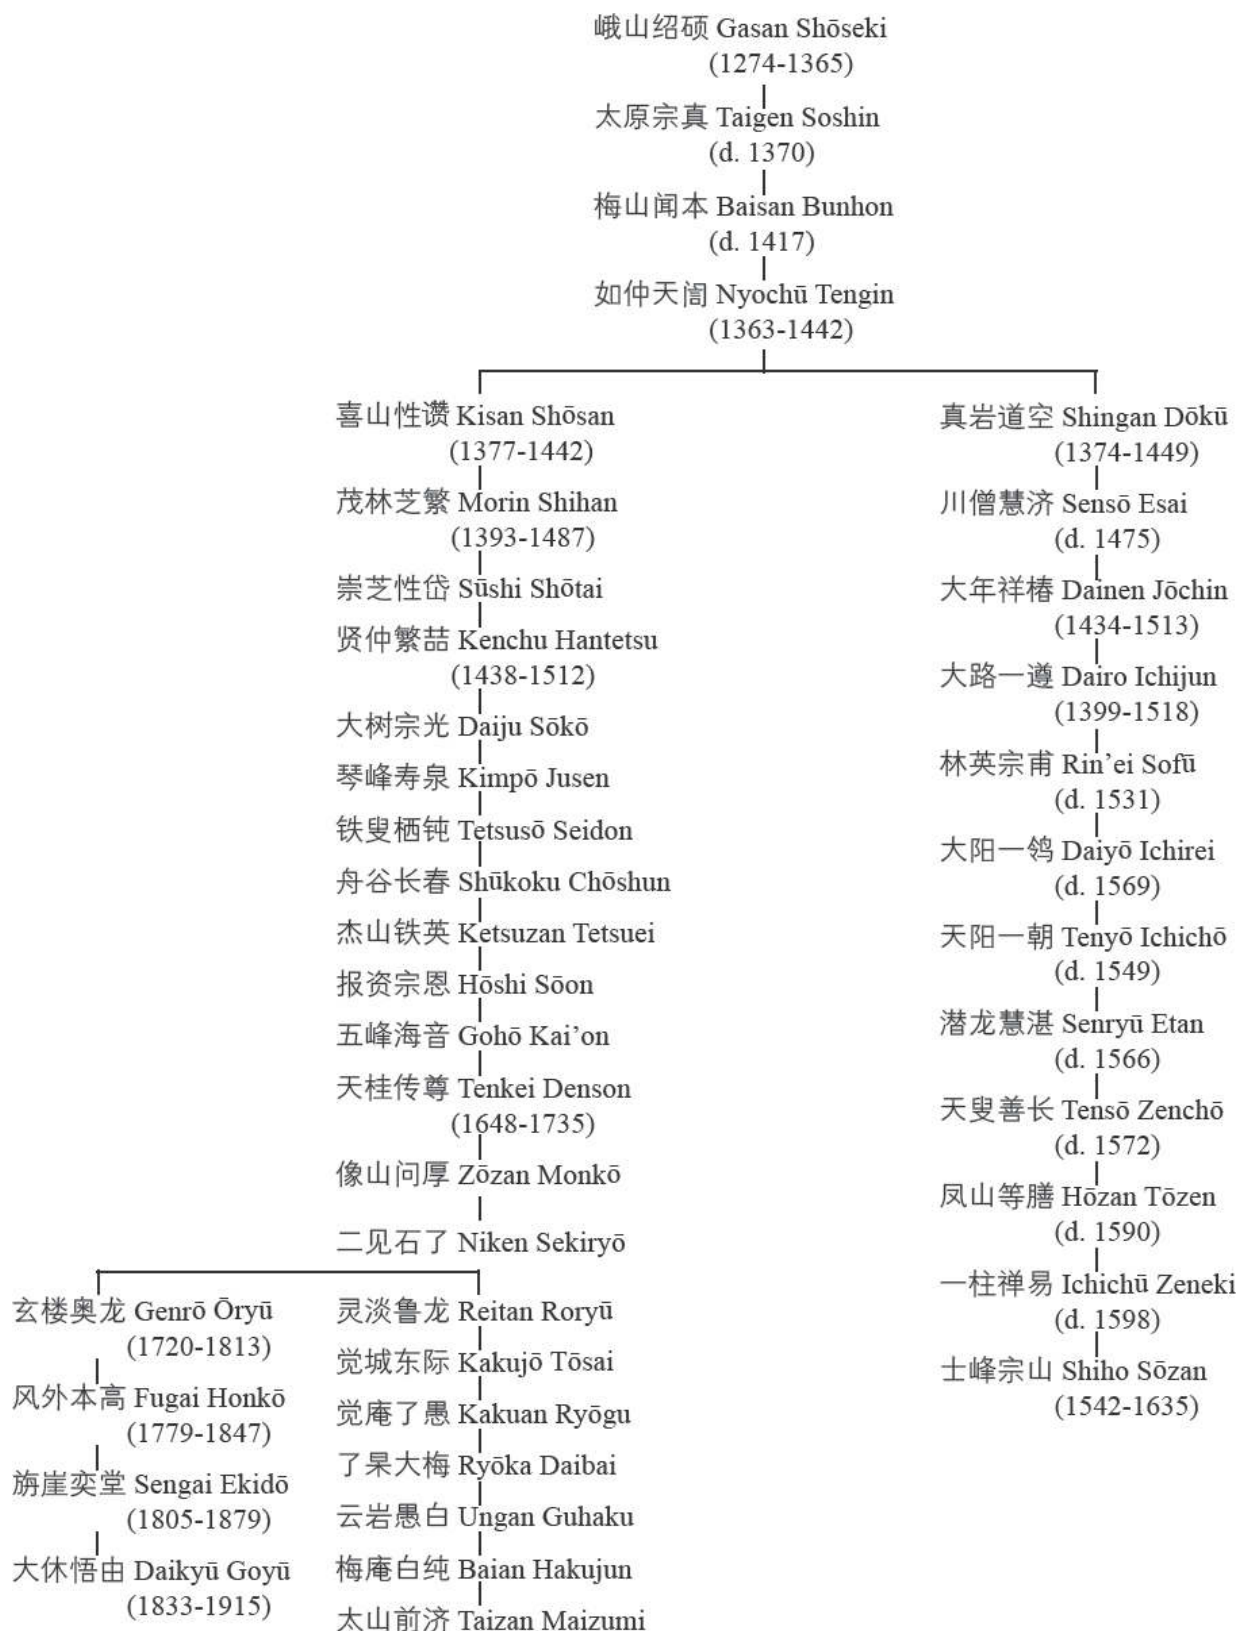 峨山绍硕 Gasan Shōseki
(1274-1365)
太原宗真 Taigen Soshin
(d. 1370)
梅山闻本 Baisan Bunhon
(d. 1417)
如仲天訚 Nyochū Tengin
(1363-1442)
喜山性讚 Kisan Shōsan
(1377-1442)
茂林芝繁 Morin Shihan
(1393-1487)
崇芝性岱 Sūshi Shōtai
贤仲繁喆 Kenchu Hantetsu
(1438-1512)
大树宗光 Daiju Sōkō
琴峰寿泉 Kimpō Jusen
铁叟栖钝 Tetsusō Seidon
舟谷长春 Shūkoku Chōshun
杰山铁英 Ketsuzan Tetsuei
报资宗恩 Hōshi Sōon
五峰海音 Gohō Kai’on
天桂传尊 Tenkei Denson
(1648-1735)
像山问厚 Zōzan Monkō
二见石了 Niken Sekiryō
玄楼奥龙 Genrō Ōryū
(1720-1813)
风外本高 Fugai Honkō
(1779-1847)
旃崖奕堂 Sengai Ekidō
(1805-1879)
大休悟由 Daikyū Goyū
(1833-1915)
灵淡鲁龙 Reitan Roryū
觉城东际 Kakujō Tōsai
觉庵了愚 Kakuan Ryōgu
了杲大梅 Ryōka Daibai
云岩愚白 Ungan Guhaku
梅庵白纯 Baian Hakujun
太山前济 Taizan Maizumi
真岩道空 Shingan Dōkū
(1374-1449)
川僧慧济 Sensō Esai
(d. 1475)
大年祥椿 Dainen Jōchin
(1434-1513)
大路一遵 Dairo Ichijun
(1399-1518)
林英宗甫 Rin’ei Sofū
(d. 1531)
大阳一鸰 Daiyō Ichirei
(d. 1569)
天阳一朝 Tenyō Ichichō
(d. 1549)
潜龙慧湛 Senryū Etan
(d. 1566)
天叟善长 Tensō Zenchō
(d. 1572)
凤山等膳 Hōzan Tōzen
(d. 1590)
一柱禅易 Ichichū Zeneki
(d. 1598)
士峰宗山 Shiho Sōzan
(1542-1635)